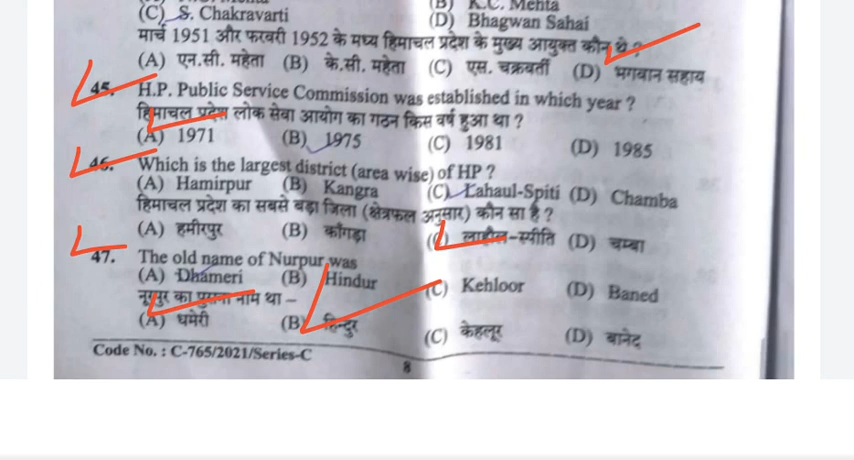 (B) K.C. Mehta
(C) S. Chakravarti (D) Bhagwan Sahai
मार्च 1951 और फरवरी 1952 के मध्य हिमाचल प्रदेश के मुख्य आयुक्त कौन थे ?
(A) एन.सी. महेता (B) के.सी. महेता (C) एस. चक्रवर्ती (D) भगवान सहाय
45. H.P. Public Service Commission was established in which year ?
हिमाचल प्रदेश लोक सेवा आयोग का गठन किस वर्ष हुआ था ?
(A) 1971 (B) 1975 (C) 1981 (D) 1985
46. Which is the largest district (area wise) of HP ?
(A) Hamirpur (B) Kangra (C) Lahaul-Spiti (D) Chamba
हिमाचल प्रदेश का सबसे बड़ा जिला (क्षेत्रफल अनुसार) कौन सा है ?
(A) हमीरपुर (B) काँगड़ा (C) लाहौल-स्पीति (D) चम्बा
47. The old name of Nurpur was
(A) Dhameri (B) Hindur (C) Kehloor (D) Baned
नूरपुर का पुराना नाम था –
(A) धमेरी (B) हिन्दुर (C) केहलूर (D) बानेद
Code No. : C-765/2021/Series-C
8